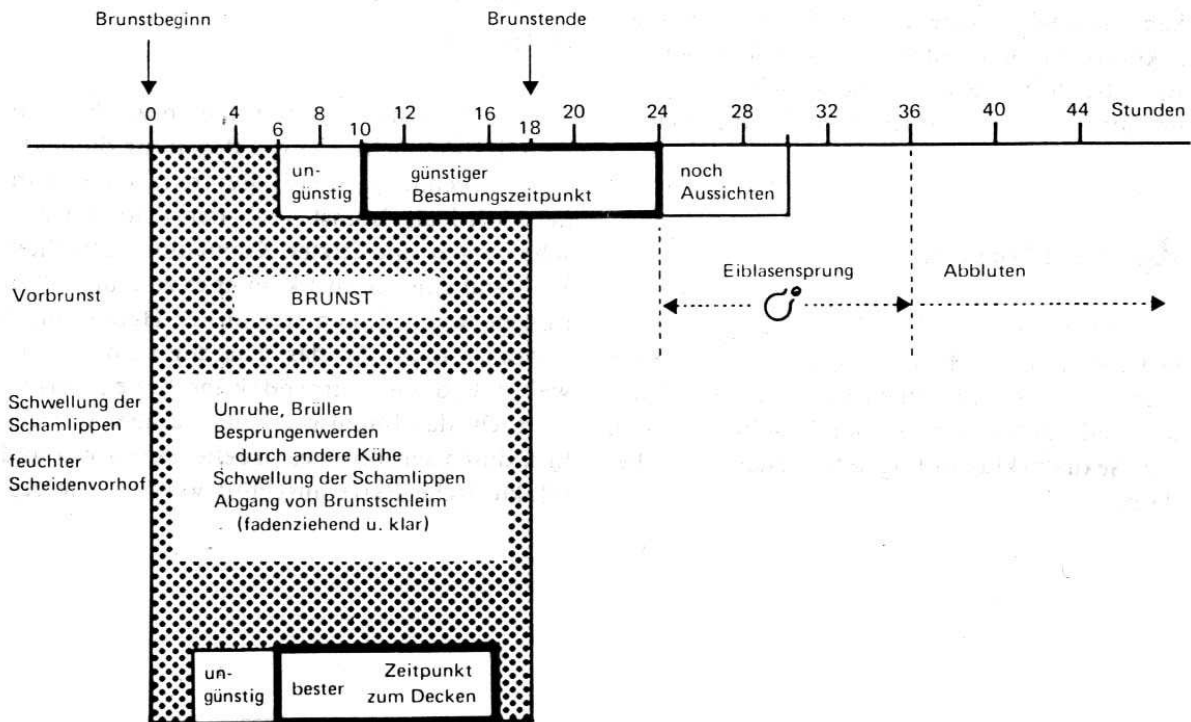 Brunstbeginn
Brunstende
0 4 6 8 10 12 16 18 20 24 28 32 36 40 44 Stunden
un-
günstig
günstiger
Besamungszeitpunkt
noch
Aussichten
Vorbrunst
BRUNST
Eiblasensprung
Abbluten
Schwellung der
Schamlippen
feuchter
Scheidenvorhof
Unruhe, Brüllen
Besprungenwerden
durch andere Kühe
Schwellung der Schamlippen
Abgang von Brunstschleim
(fadenziehend u. klar)
un-
günstig
bester Zeitpunkt
zum Decken